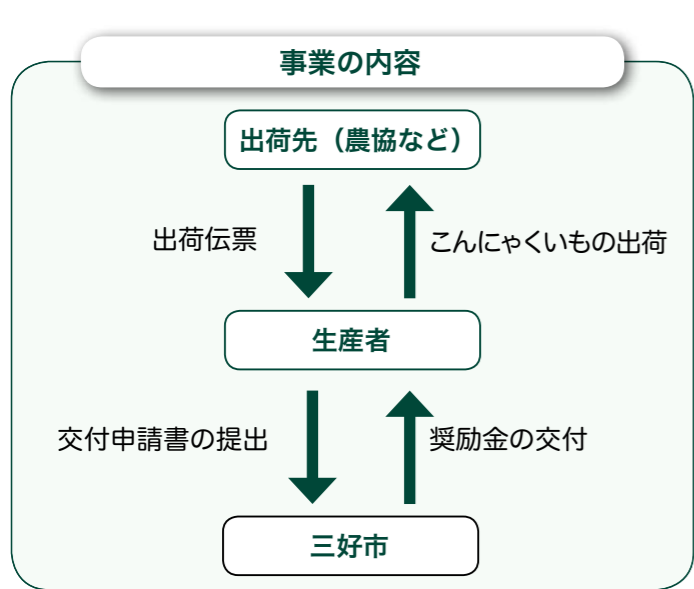 事業の内容
出荷先（農協など）
出荷伝票
こんにゃくいもの出荷
生産者
交付申請書の提出
奨励金の交付
三好市